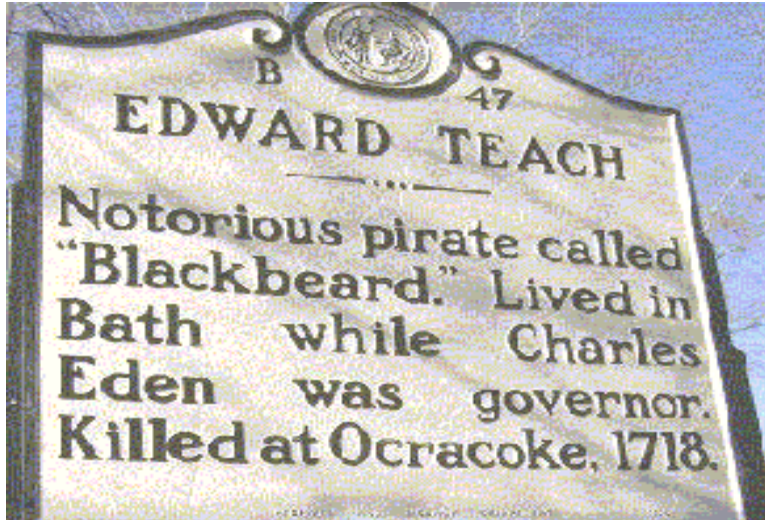 B 47
EDWARD TEACH
Notorious pirate called
"Blackbeard." Lived in
Bath while Charles
Eden was governor.
Killed at Ocracoke, 1718.